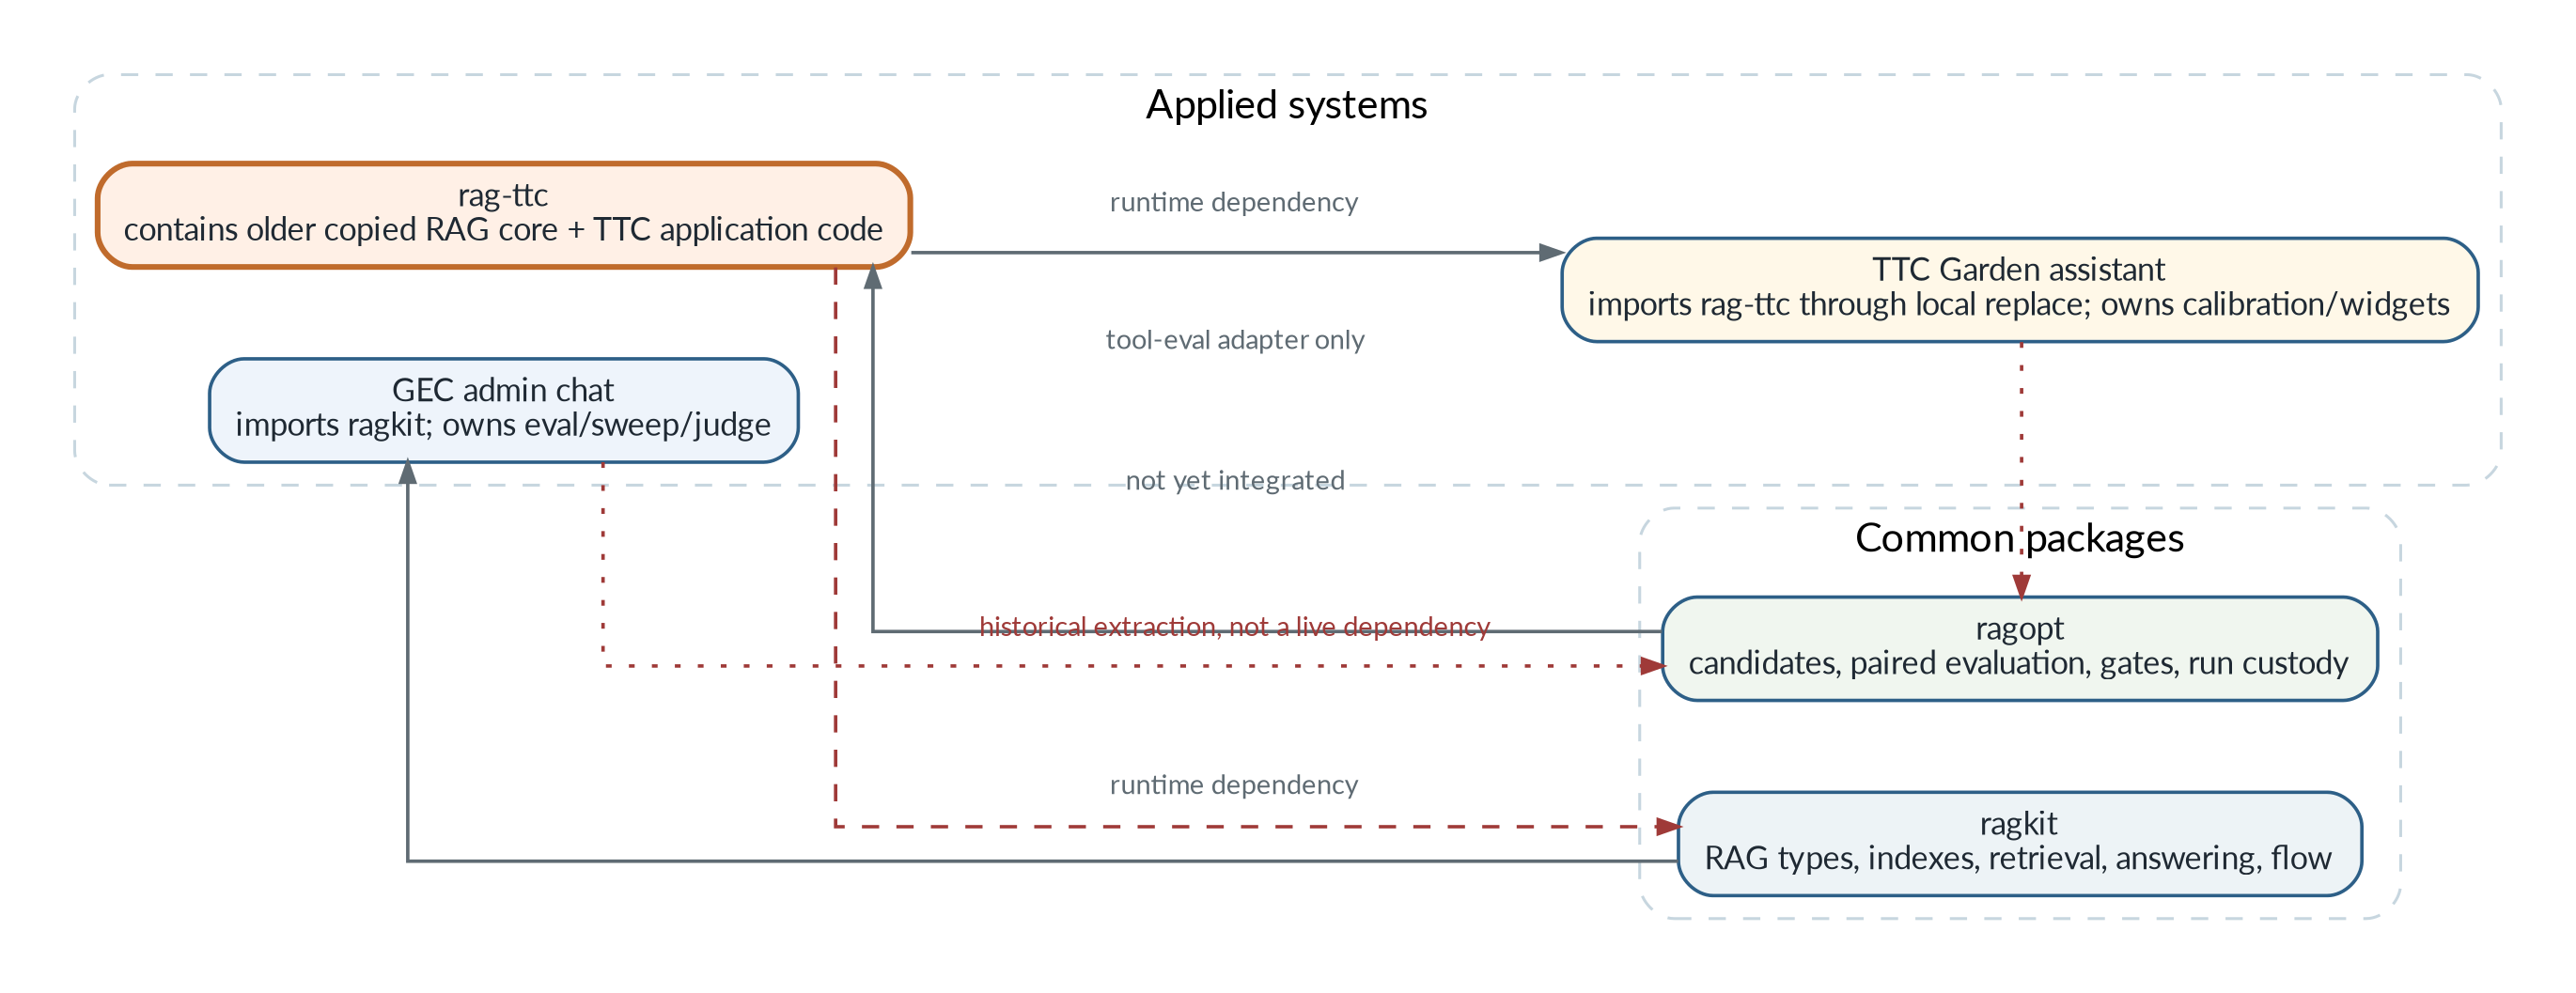 Applied systems
rag-ttc
contains older copied RAG core + TTC application code
runtime dependency
TTC Garden assistant
imports rag-ttc through local replace; owns calibration/widgets
tool-eval adapter only
GEC admin chat
imports ragkit; owns eval/sweep/judge
not yet integrated
Common packages
historical extraction, not a live dependency
ragopt
candidates, paired evaluation, gates, run custody
runtime dependency
ragkit
RAG types, indexes, retrieval, answering, flow